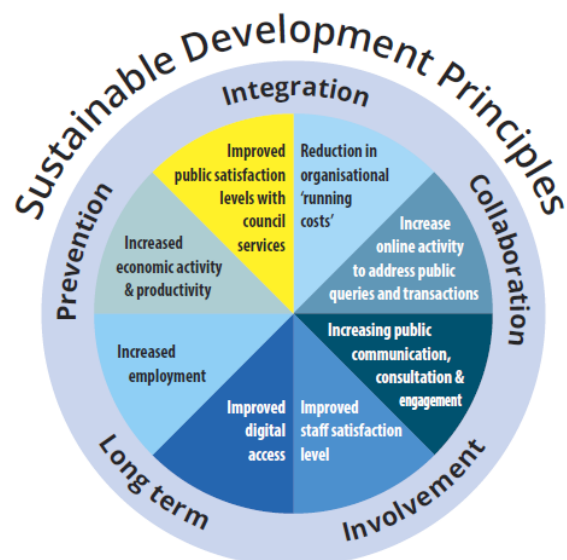 Sustainable Development Principles
Integration
Collaboration
Involvement
Long term
Prevention
Improved
public satisfaction
levels with
council
services
Reduction in
organisational
‘running
costs’
Increase
online activity
to address public
queries and transactions
Increasing public
communication,
consultation &
engagement
Improved
staff satisfaction
level
Improved
digital
access
Increased
employment
Increased
economic activity
& productivity